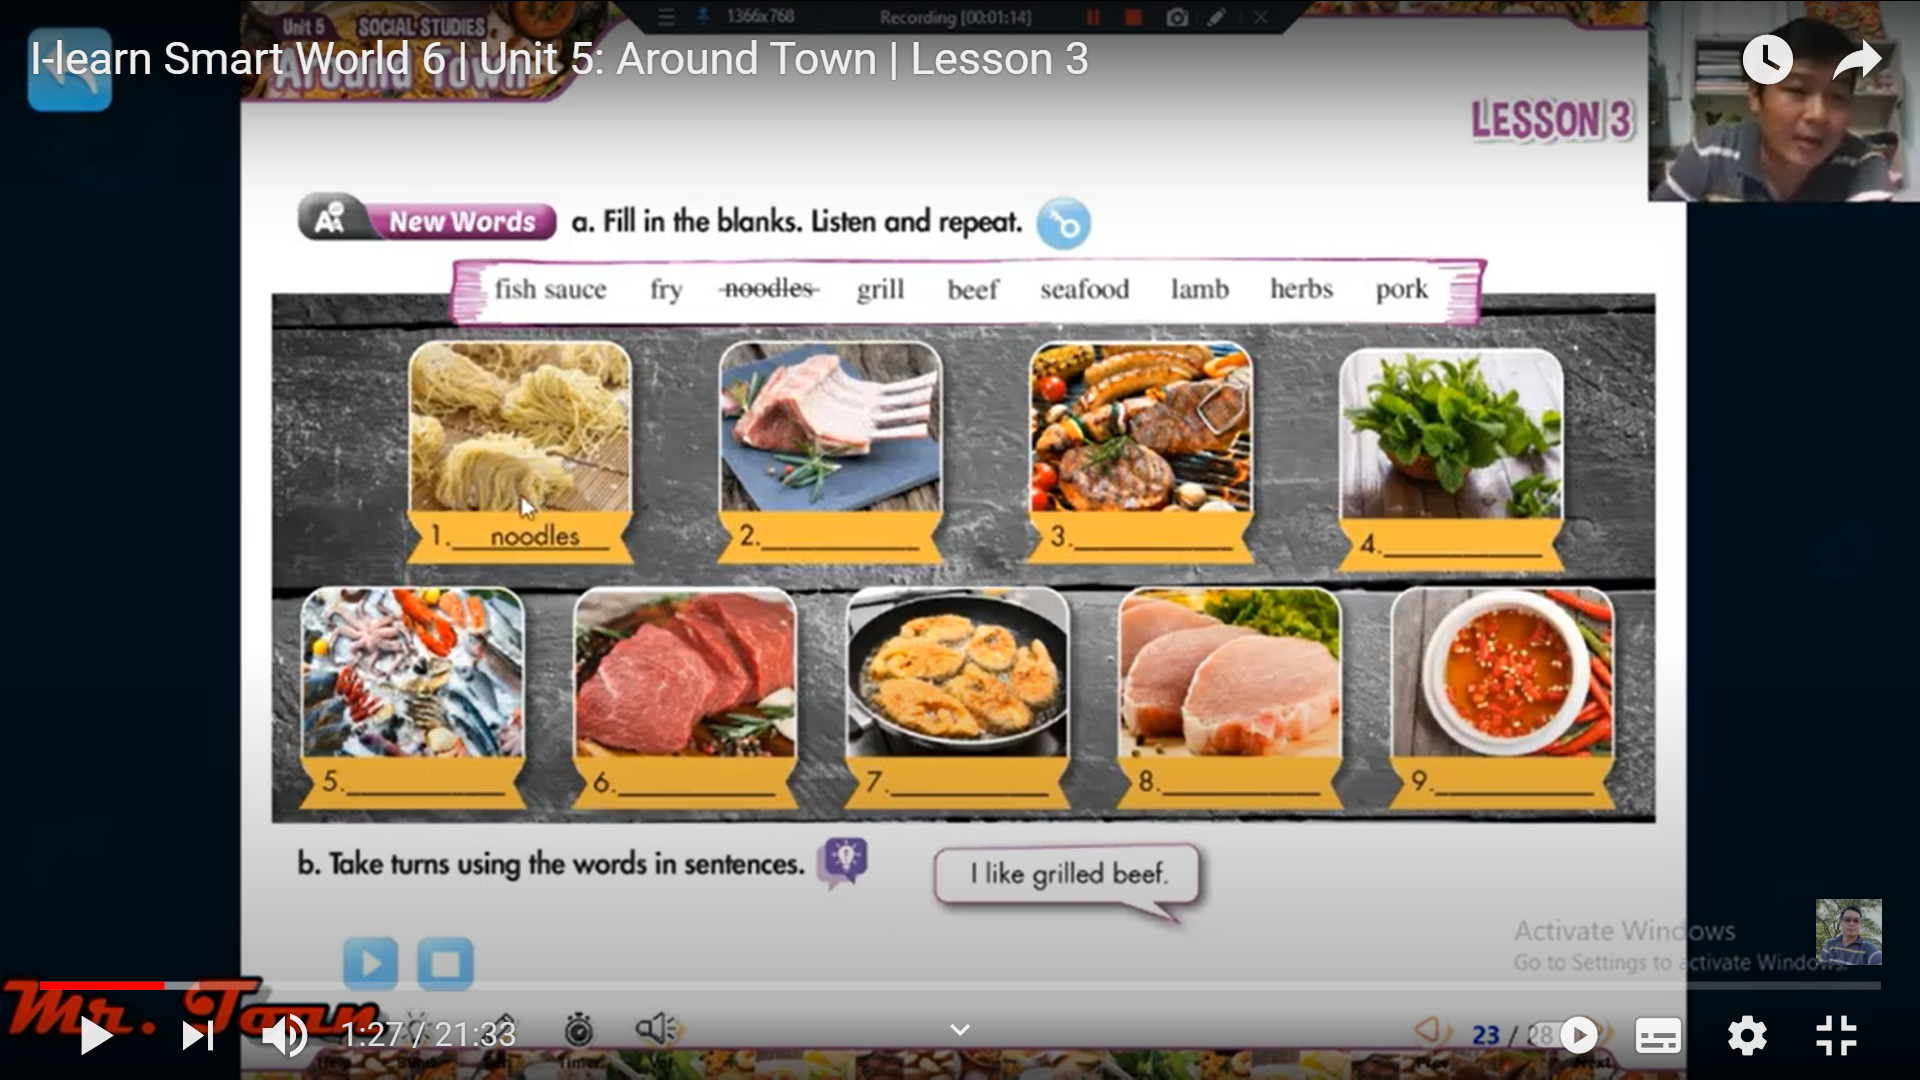 Unit 5 SOCIAL STUDIES
1366x768
Recording [00:01:14]
I-learn Smart World 6 | Unit 5: Around Town | Lesson 3
Around Town
LESSON 3
New Words
a. Fill in the blanks. Listen and repeat.
fish sauce fry noodles grill beef seafood lamb herbs pork
1. noodles
2.
3.
4.
5.
6.
7.
8.
9.
b. Take turns using the words in sentences.
I like grilled beef.
Activate Windows
Go to Settings to activate Windows.
Mr. Toan
1:27 / 21:33
23 / 28